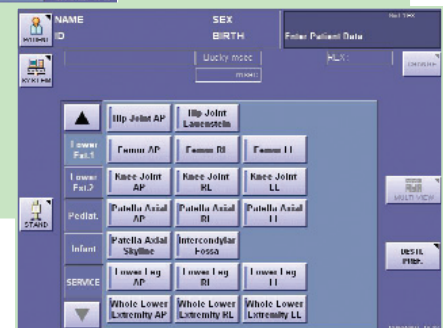 NAME SEX
ID BIRTH
Enter Patient Data
PATIENT
Bucky msec
SYSTEM
Hip Joint AP
Hip Joint Lauenstein
Lower Ext.1
Femur AP
Femur RL
Femur LL
Lower Ext.2
Knee Joint AP
Knee Joint RL
Knee Joint LL
MULTI VIEW
STAND
Pediat.
Patella Axial AP
Patella Axial RL
Patella Axial LL
Infant
Patella Axial Skyline
Intercondylar Fossa
SERVICE
Lower Leg AP
Lower Leg RL
Lower Leg LL
Whole Lower Extremity AP
Whole Lower Extremity RL
Whole Lower Extremity LL